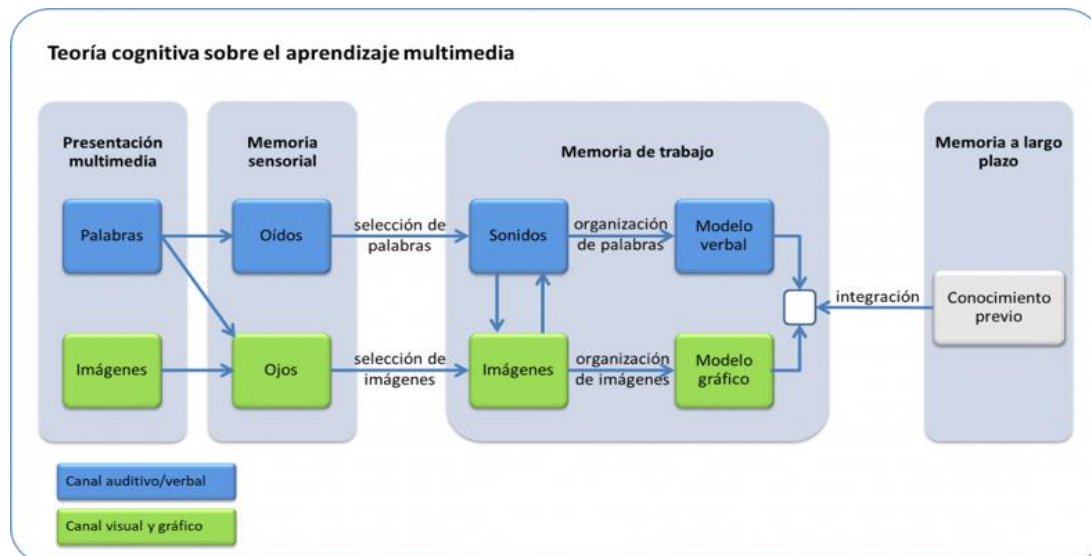 Teoría cognitiva sobre el aprendizaje multimedia
Presentación
multimedia
Memoria
sensorial
Memoria de trabajo
Memoria a largo
plazo
Palabras
Oídos
selección de
palabras
Sonidos
organización
de palabras
Modelo
verbal
integración
Conocimiento
previo
Imágenes
Ojos
selección de
imágenes
Imágenes
organización
de imágenes
Modelo
gráfico
Canal auditivo/verbal
Canal visual y gráfico